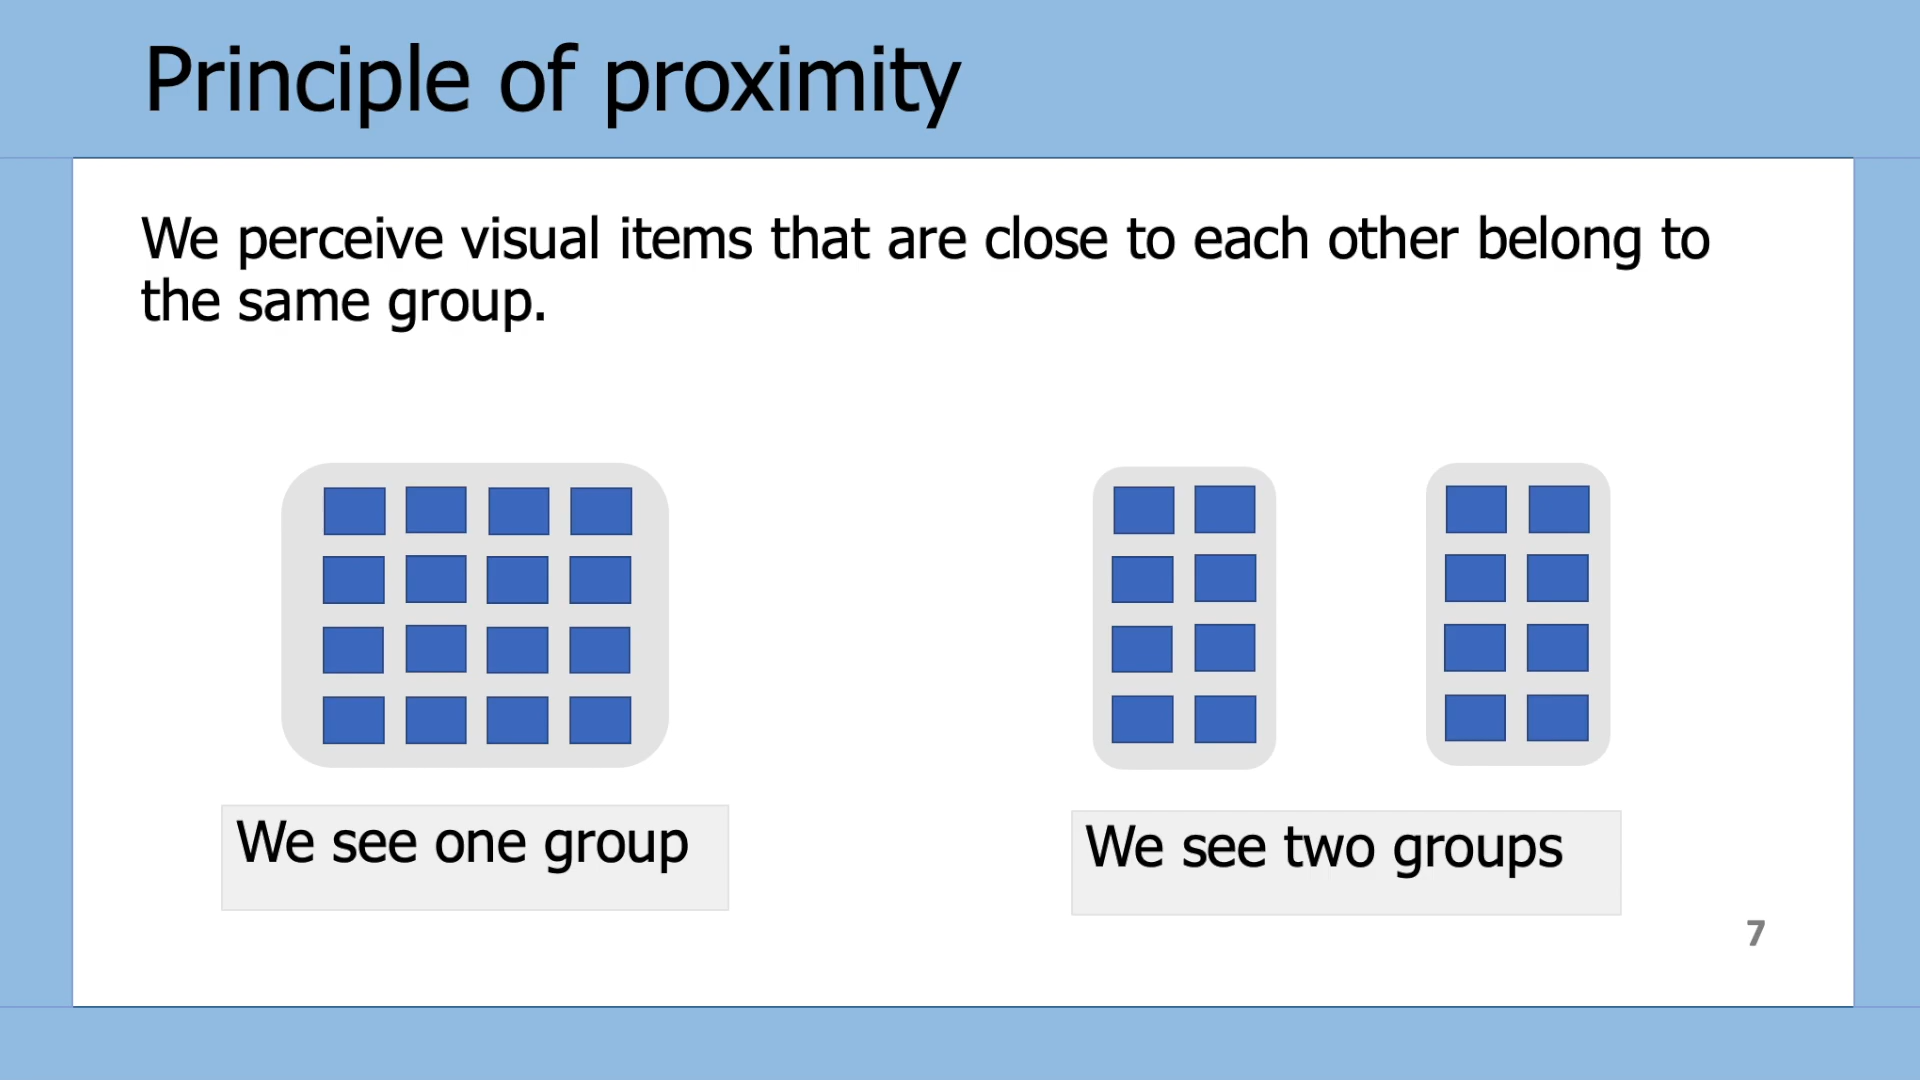 Principle of proximity
We perceive visual items that are close to each other belong to
the same group.
We see one group
We see two groups
7